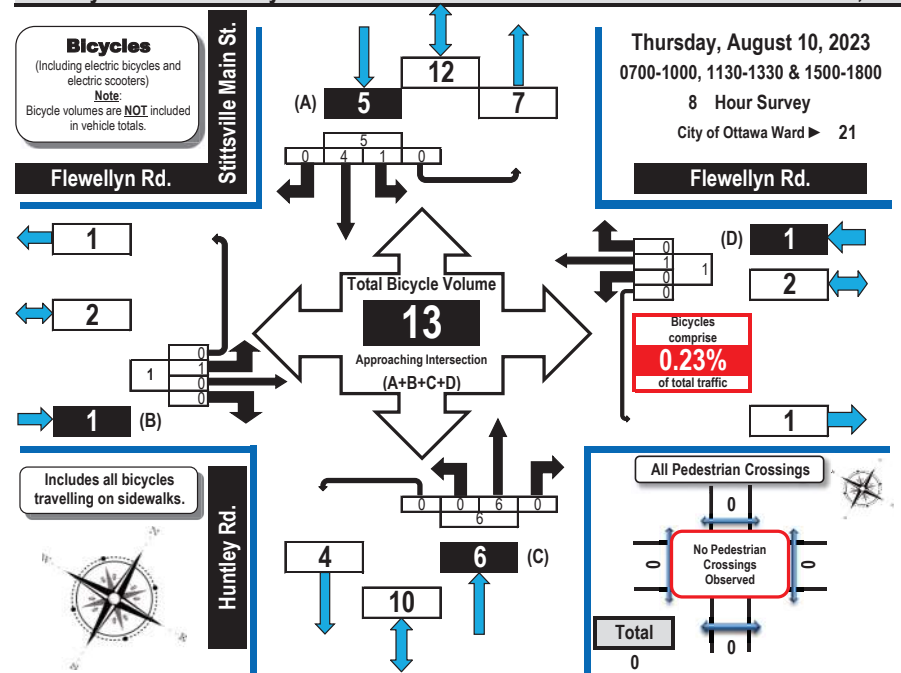 Bicycles
(Including electric bicycles and
electric scooters)
Note:
Bicycle volumes are NOT included
in vehicle totals.
Stittsville Main St.
Flewellyn Rd.
12
(A) 5
7
5
0 4 1 0
Thursday, August 10, 2023
0700-1000, 1130-1330 & 1500-1800
8 Hour Survey
City of Ottawa Ward ► 21
Flewellyn Rd.
1
2
0
1
0
0
1
1 (B)
Total Bicycle Volume
13
Approaching Intersection
(A+B+C+D)
0
1
0
0
1
(D) 1
2
Bicycles
comprise
0.23%
of total traffic
1
Includes all bicycles
travelling on sidewalks.
Huntley Rd.
0 0 6 0
6
4
6 (C)
10
All Pedestrian Crossings
0
0
No Pedestrian
Crossings
Observed
0
0
Total
0